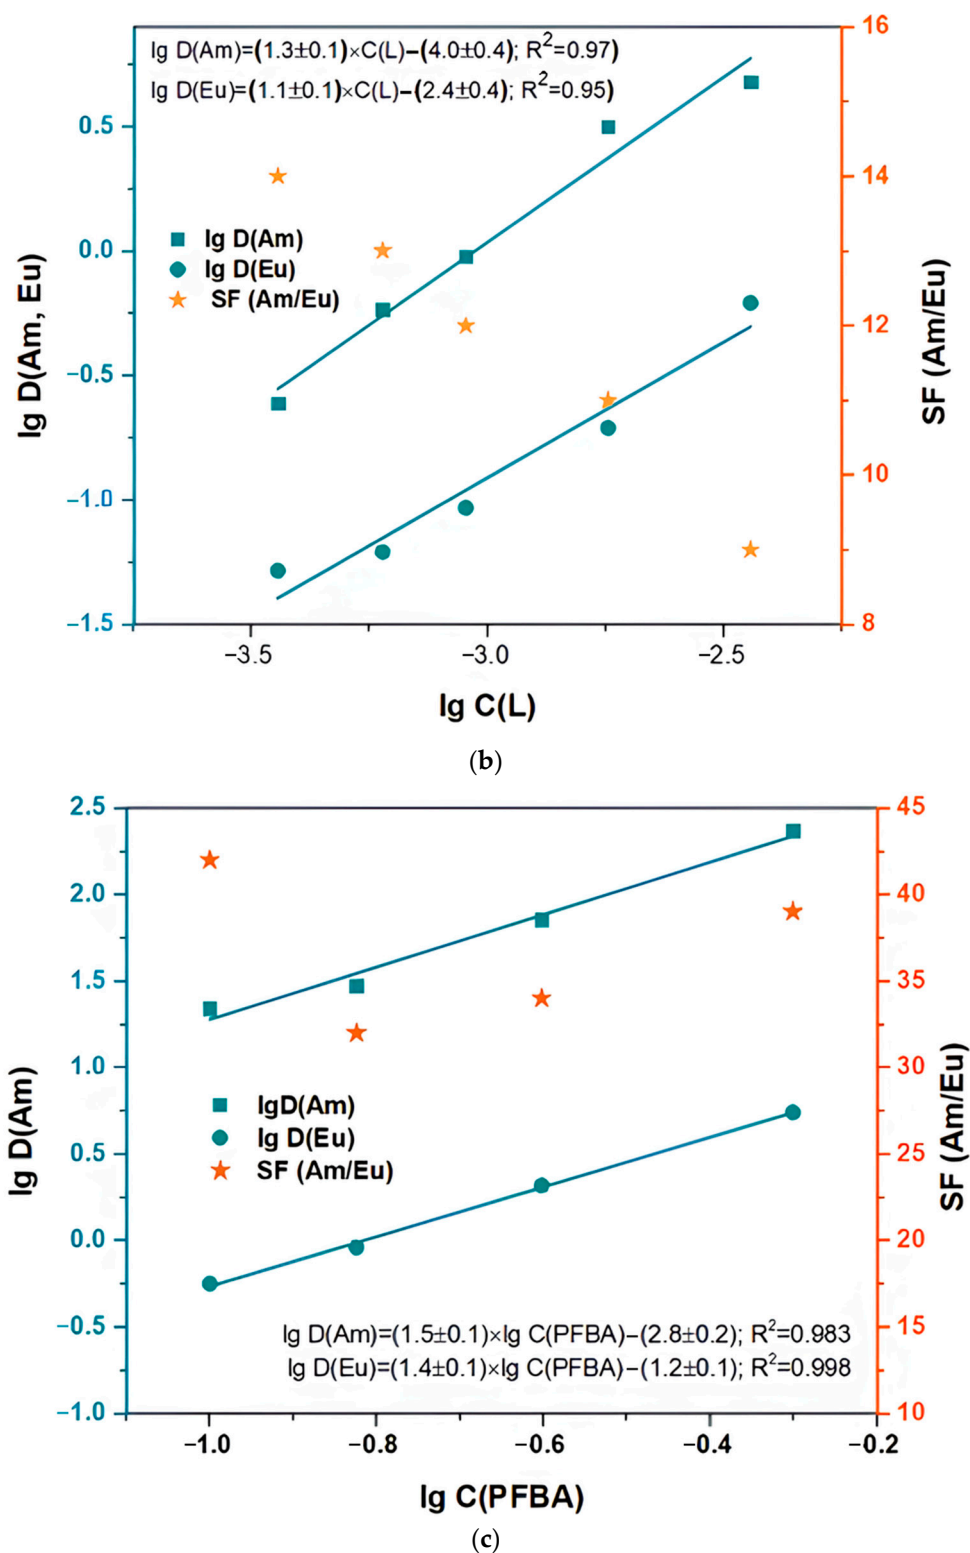 lg D(Am)=(1.3±0.1)×C(L)−(4.0±0.4); R²=0.97)
lg D(Eu)=(1.1±0.1)×C(L)−(2.4±0.4); R²=0.95)
0.5
0.0
−0.5
−1.0
−1.5
lg D(Am, Eu)
lg D(Am)
lg D(Eu)
SF (Am/Eu)
16
14
12
10
8
SF (Am/Eu)
−3.5 −3.0 −2.5
lg C(L)
(b)
2.5
2.0
1.5
1.0
0.5
0.0
−0.5
−1.0
lg D(Am)
lgD(Am)
lg D(Eu)
SF (Am/Eu)
45
40
35
30
25
20
15
10
SF (Am/Eu)
lg D(Am)=(1.5±0.1)×lg C(PFBA)−(2.8±0.2); R²=0.983
lg D(Eu)=(1.4±0.1)×lg C(PFBA)−(1.2±0.1); R²=0.998
−1.0 −0.8 −0.6 −0.4 −0.2
lg C(PFBA)
(c)